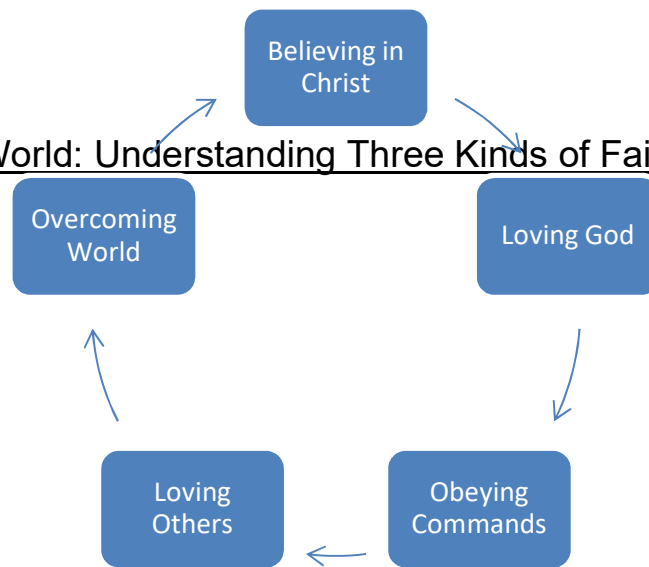 Believing in
Christ
World: Understanding Three Kinds of Fai
Overcoming
World
Loving God
Loving
Others
Obeying
Commands